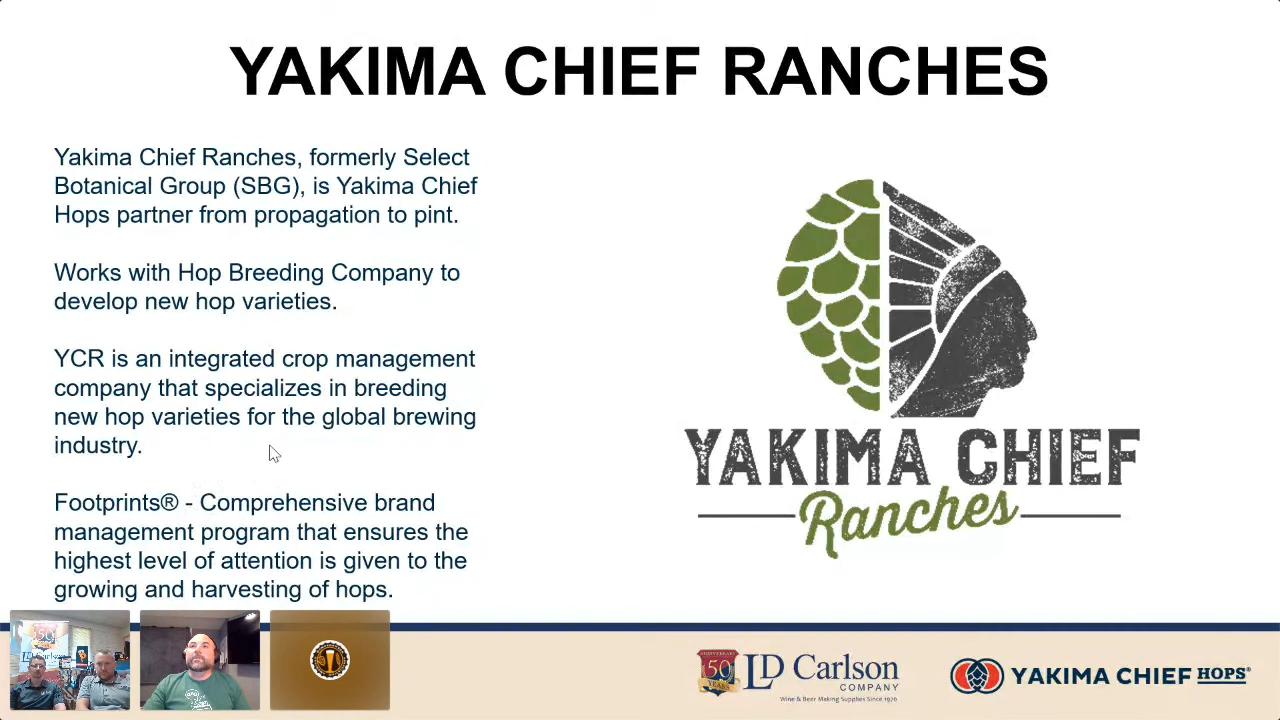 YAKIMA CHIEF RANCHES
Yakima Chief Ranches, formerly Select
Botanical Group (SBG), is Yakima Chief
Hops partner from propagation to pint.
Works with Hop Breeding Company to
develop new hop varieties.
YCR is an integrated crop management
company that specializes in breeding
new hop varieties for the global brewing
industry.
Footprints® - Comprehensive brand
management program that ensures the
highest level of attention is given to the
growing and harvesting of hops.
YAKIMA CHIEF
Ranches
LD Carlson
ANNIVERSARY
50
YEARS
LD Carlson
COMPANY
Wine & Beer Making Supplies Since 1970
YAKIMA CHIEF HOPS®